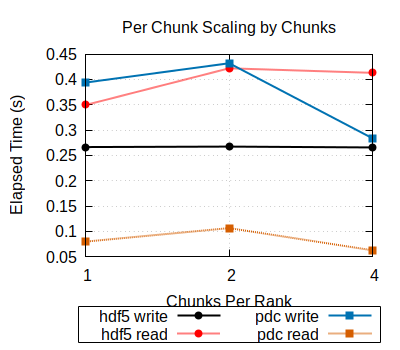 Per Chunk Scaling by Chunks
Elapsed Time (s)
0.45
0.4
0.35
0.3
0.25
0.2
0.15
0.1
0.05
1 2 4
Chunks Per Rank
hdf5 write pdc write
hdf5 read pdc read